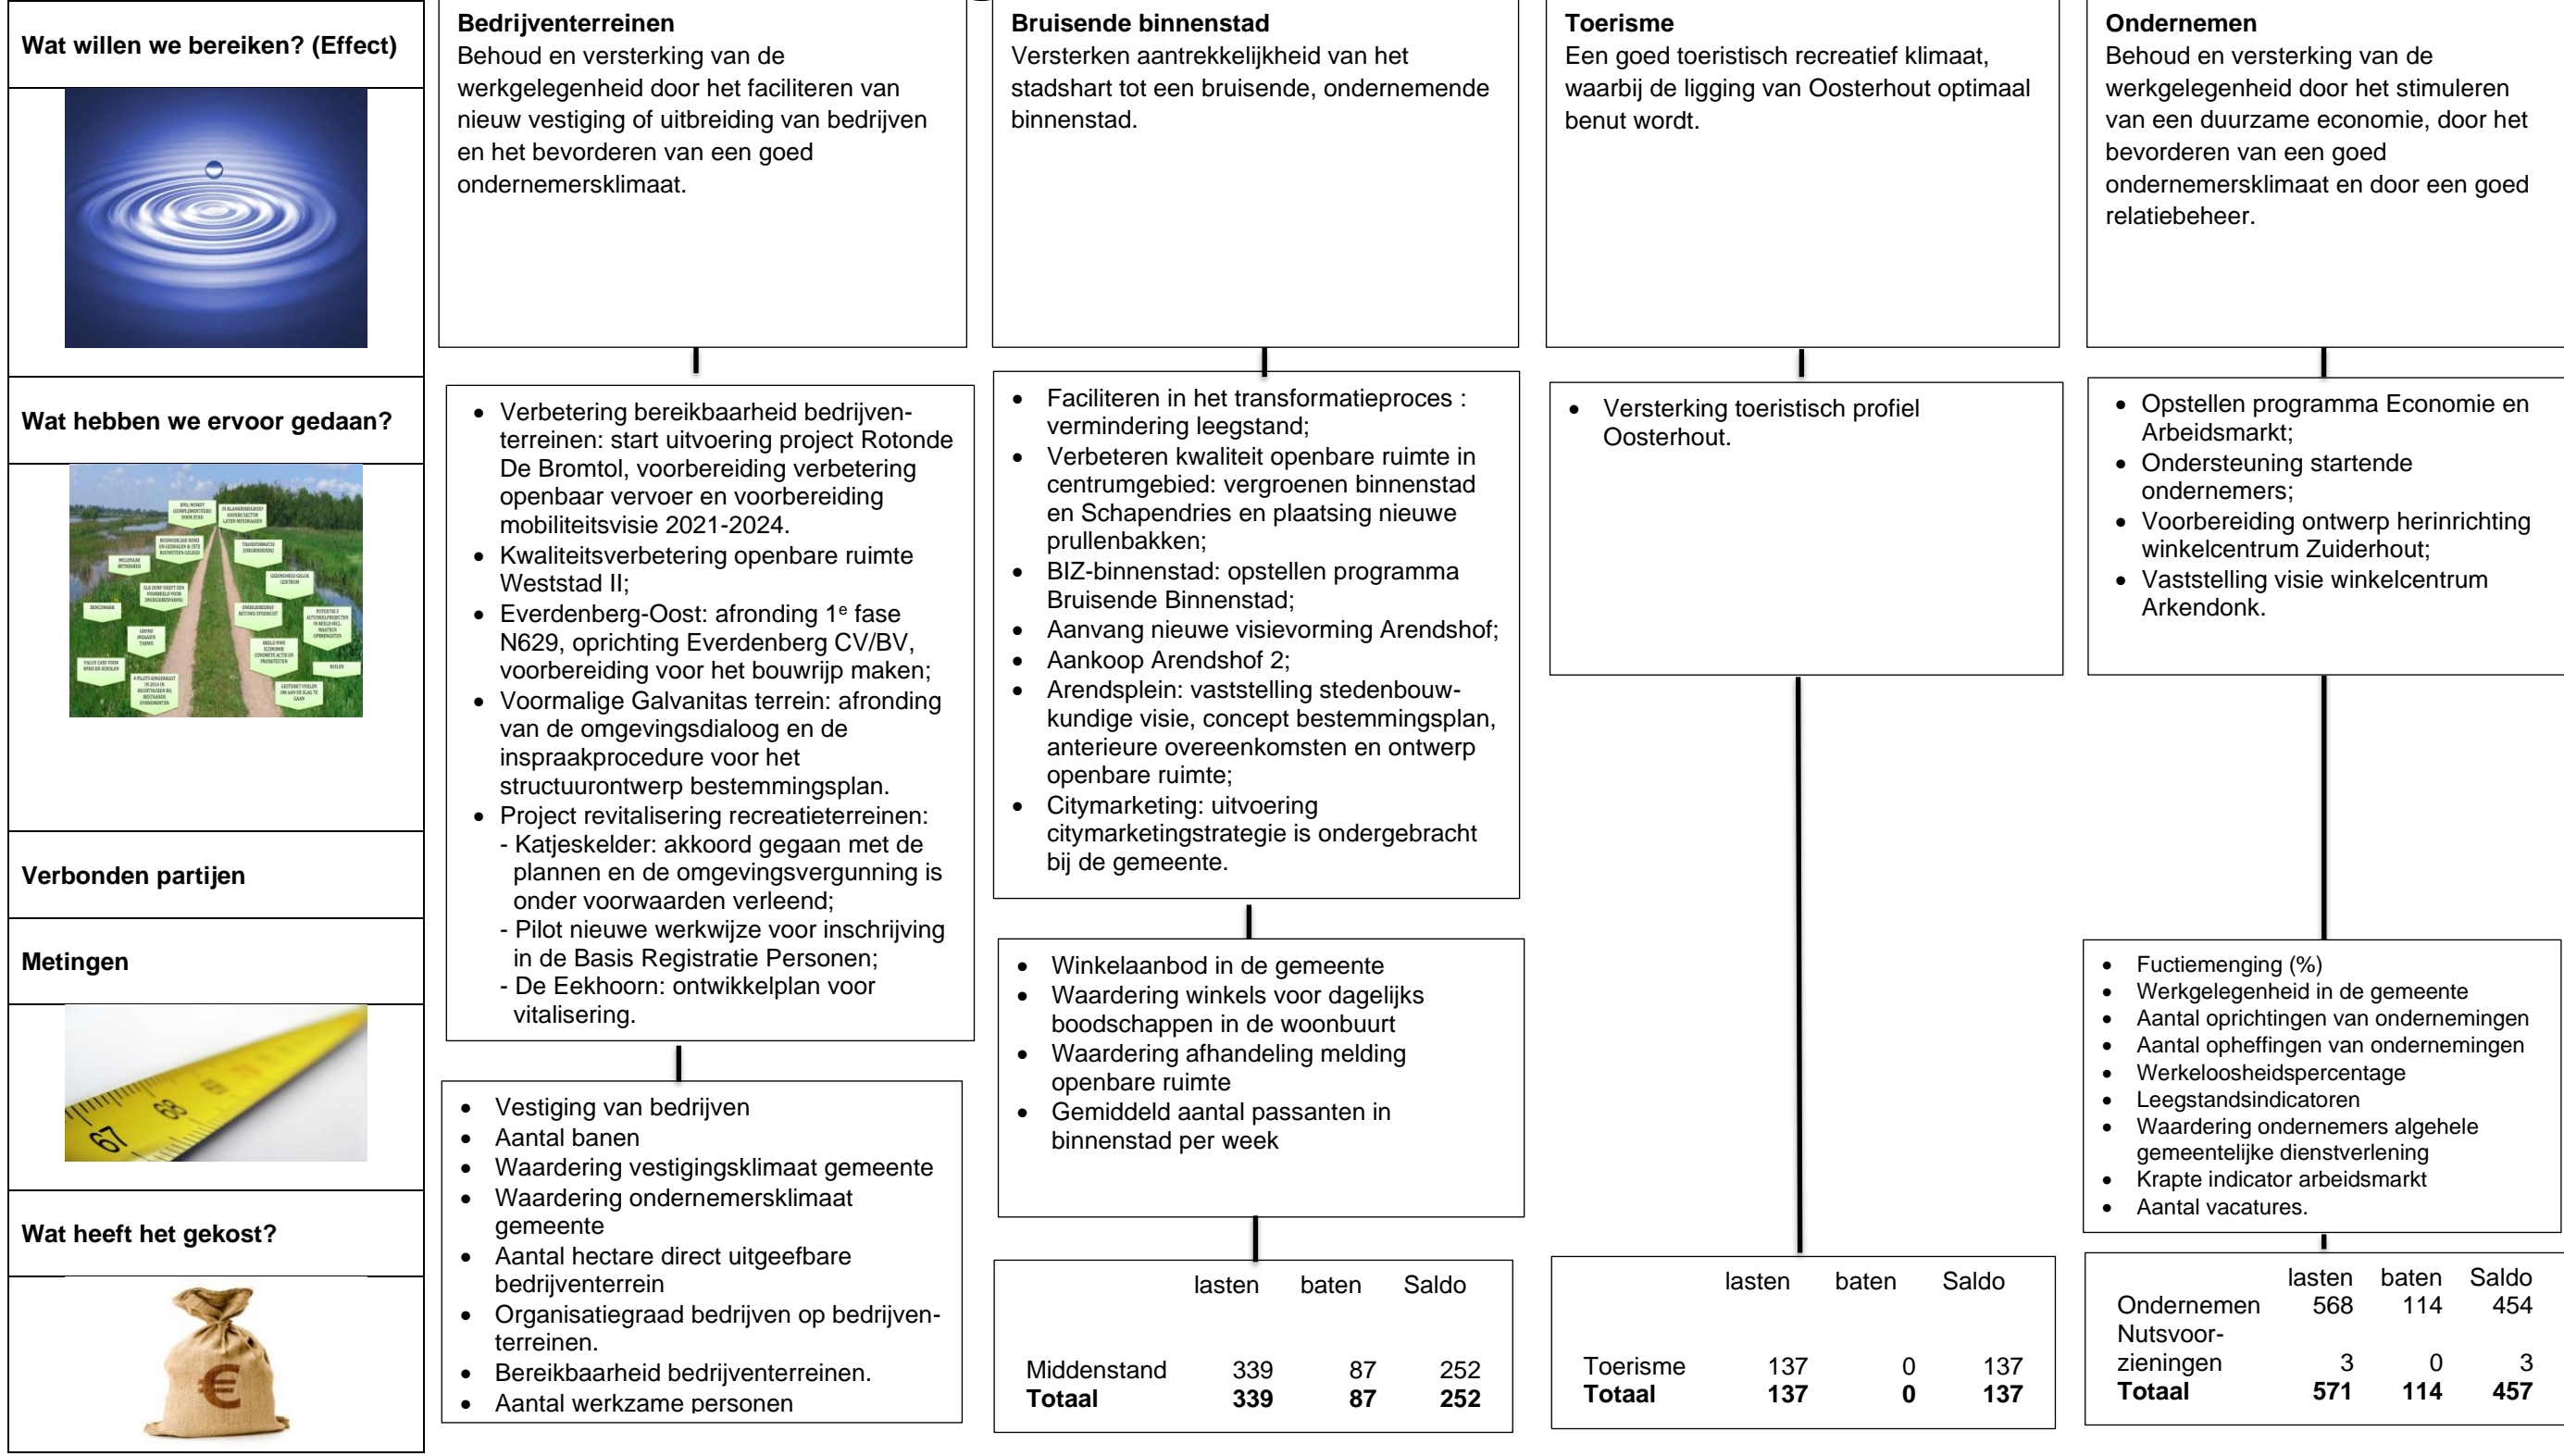 Wat willen we bereiken? (Effect)
Wat hebben we ervoor gedaan?
Verbonden partijen
Metingen
Wat heeft het gekost?
Bedrijventerreinen
Behoud en versterking van de
werkgelegenheid door het faciliteren van
nieuw vestiging of uitbreiding van bedrijven
en het bevorderen van een goed
ondernemersklimaat.
• Verbetering bereikbaarheid bedrijven-
terreinen: start uitvoering project Rotonde
De Bromtol, voorbereiding verbetering
openbaar vervoer en voorbereiding
mobiliteitsvisie 2021-2024.
• Kwaliteitsverbetering openbare ruimte
Weststad II;
• Everdenberg-Oost: afronding 1e fase
N629, oprichting Everdenberg CV/BV,
voorbereiding voor het bouwrijp maken;
• Voormalige Galvanitas terrein: afronding
van de omgevingsdialoog en de
inspraakprocedure voor het
structuurontwerp bestemmingsplan.
• Project revitalisering recreatieterreinen:
- Katjeskelder: akkoord gegaan met de
plannen en de omgevingsvergunning is
onder voorwaarden verleend;
- Pilot nieuwe werkwijze voor inschrijving
in de Basis Registratie Personen;
- De Eekhoorn: ontwikkelplan voor
vitalisering.
• Vestiging van bedrijven
• Aantal banen
• Waardering vestigingsklimaat gemeente
• Waardering ondernemersklimaat
gemeente
• Aantal hectare direct uitgeefbare
bedrijventerrein
• Organisatiegraad bedrijven op bedrijven-
terreinen.
• Bereikbaarheid bedrijventerreinen.
• Aantal werkzame personen
Bruisende binnenstad
Versterken aantrekkelijkheid van het
stadshart tot een bruisende, ondernemende
binnenstad.
• Faciliteren in het transformatieproces :
vermindering leegstand;
• Verbeteren kwaliteit openbare ruimte in
centrumgebied: vergroenen binnenstad
en Schapendries en plaatsing nieuwe
prullenbakken;
• BIZ-binnenstad: opstellen programma
Bruisende Binnenstad;
• Aanvang nieuwe visievorming Arendshof;
• Aankoop Arendshof 2;
• Arendsplein: vaststelling stedenbouw-
kundige visie, concept bestemmingsplan,
anterieure overeenkomsten en ontwerp
openbare ruimte;
• Citymarketing: uitvoering
citymarketingstrategie is ondergebracht
bij de gemeente.
• Winkelaanbod in de gemeente
• Waardering winkels voor dagelijks
boodschappen in de woonbuurt
• Waardering afhandeling melding
openbare ruimte
• Gemiddeld aantal passanten in
binnenstad per week
lasten baten Saldo
Middenstand 339 87 252
Totaal 339 87 252
Toerisme
Een goed toeristisch recreatief klimaat,
waarbij de ligging van Oosterhout optimaal
benut wordt.
• Versterking toeristisch profiel
Oosterhout.
lasten baten Saldo
Toerisme 137 0 137
Totaal 137 0 137
Ondernemen
Behoud en versterking van de
werkgelegenheid door het stimuleren
van een duurzame economie, door het
bevorderen van een goed
ondernemersklimaat en door een goed
relatiebeheer.
• Opstellen programma Economie en
Arbeidsmarkt;
• Ondersteuning startende
ondernemers;
• Voorbereiding ontwerp herinrichting
winkelcentrum Zuiderhout;
• Vaststelling visie winkelcentrum
Arkendonk.
• Fuctiemenging (%)
• Werkgelegenheid in de gemeente
• Aantal oprichtingen van ondernemingen
• Aantal opheffingen van ondernemingen
• Werkeloosheidspercentage
• Leegstandsindicatoren
• Waardering ondernemers algehele
gemeentelijke dienstverlening
• Krapte indicator arbeidsmarkt
• Aantal vacatures.
lasten baten Saldo
Ondernemen 568 114 454
Nutsvoor-
zieningen 3 0 3
Totaal 571 114 457
67
68
€